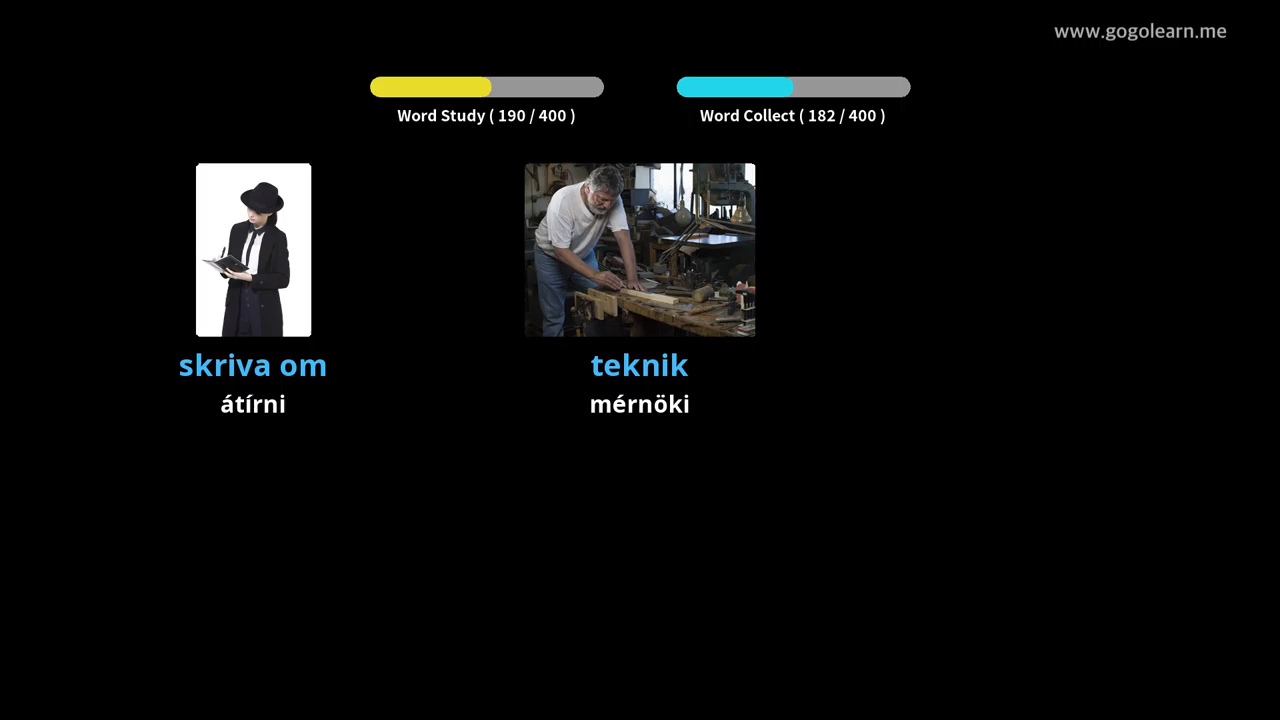 www.gogolearn.me
Word Study ( 190 / 400 )
Word Collect ( 182 / 400 )
skriva om
átírni
teknik
mérnöki